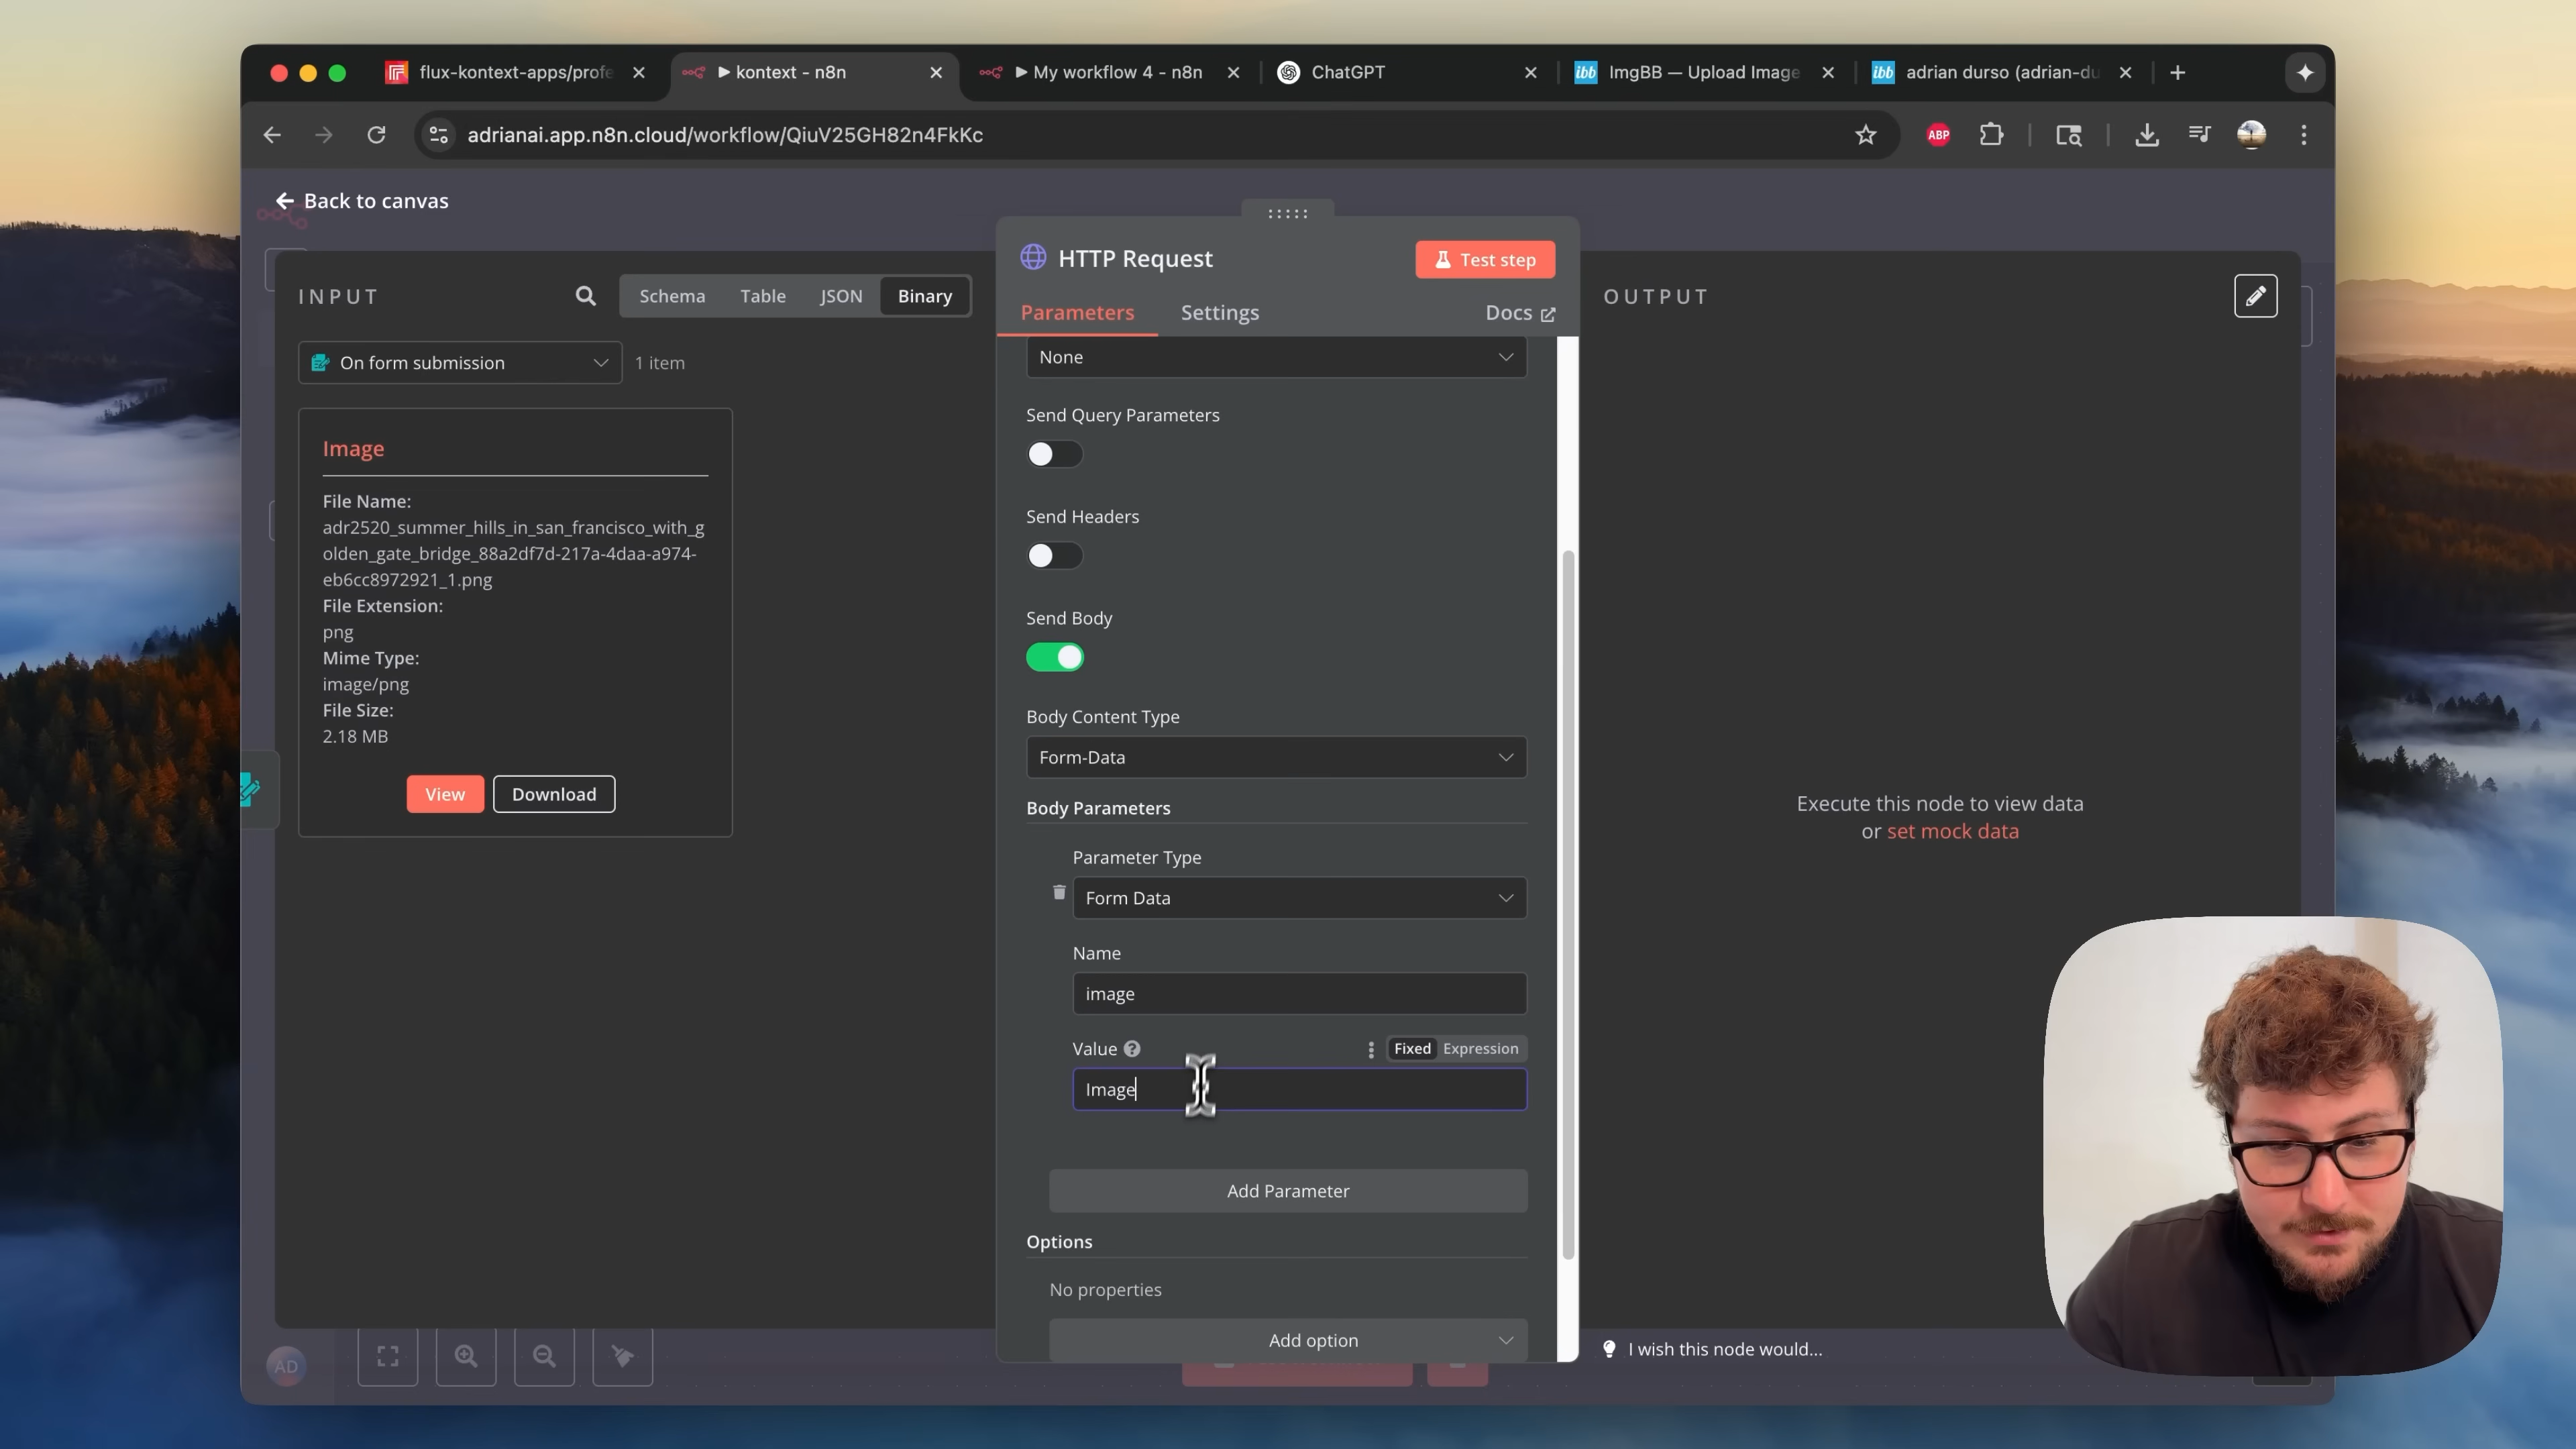 flux-kontext-apps/profe
kontext - n8n
My workflow 4 - n8n
ChatGPT
ibb ImgBB — Upload Image
ibb adrian durso (adrian-du
adrianai.app.n8n.cloud/workflow/QiuV25GH82n4FkKc
ABP
Back to canvas
INPUT
Schema
Table
JSON
Binary
On form submission
1 item
Image
File Name:
adr2520_summer_hills_in_san_francisco_with_g
olden_gate_bridge_88a2df7d-217a-4daa-a974-
eb6cc8972921_1.png
File Extension:
png
Mime Type:
image/png
File Size:
2.18 MB
View
Download
HTTP Request
Test step
Parameters
Settings
Docs
None
Send Query Parameters
Send Headers
Send Body
Body Content Type
Form-Data
Body Parameters
Parameter Type
Form Data
Name
image
Value
Fixed
Expression
Image
Add Parameter
Options
No properties
Add option
OUTPUT
Execute this node to view data
or set mock data
I wish this node would...
AD